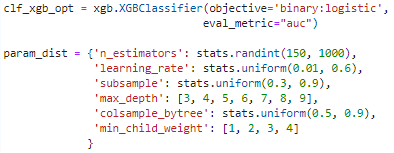 clf_xgb_opt = xgb.XGBClassifier(objective='binary:logistic',
                                eval_metric="auc")
param_dist = {'n_estimators': stats.randint(150, 1000),
              'learning_rate': stats.uniform(0.01, 0.6),
              'subsample': stats.uniform(0.3, 0.9),
              'max_depth': [3, 4, 5, 6, 7, 8, 9],
              'colsample_bytree': stats.uniform(0.5, 0.9),
              'min_child_weight': [1, 2, 3, 4]
             }